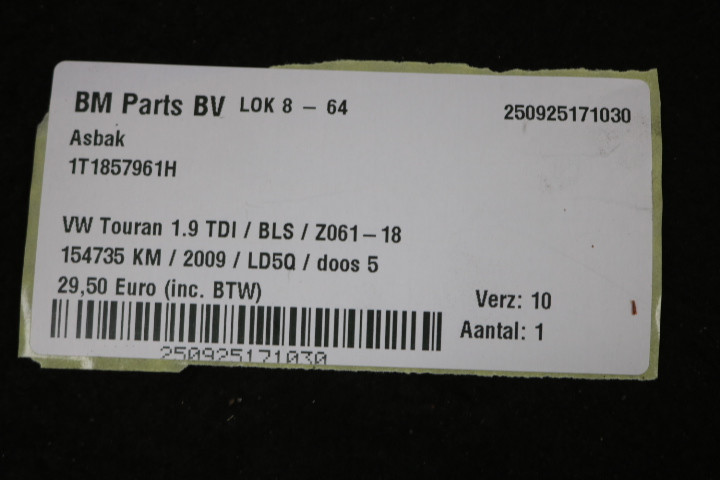 BM Parts BV LOK 8 - 64 250925171030
Asbak
1T1857961H
VW Touran 1.9 TDI / BLS / Z061-18
154735 KM / 2009 / LD5Q / doos 5
29,50 Euro (inc. BTW)
Verz: 10
Aantal: 1
250925171030